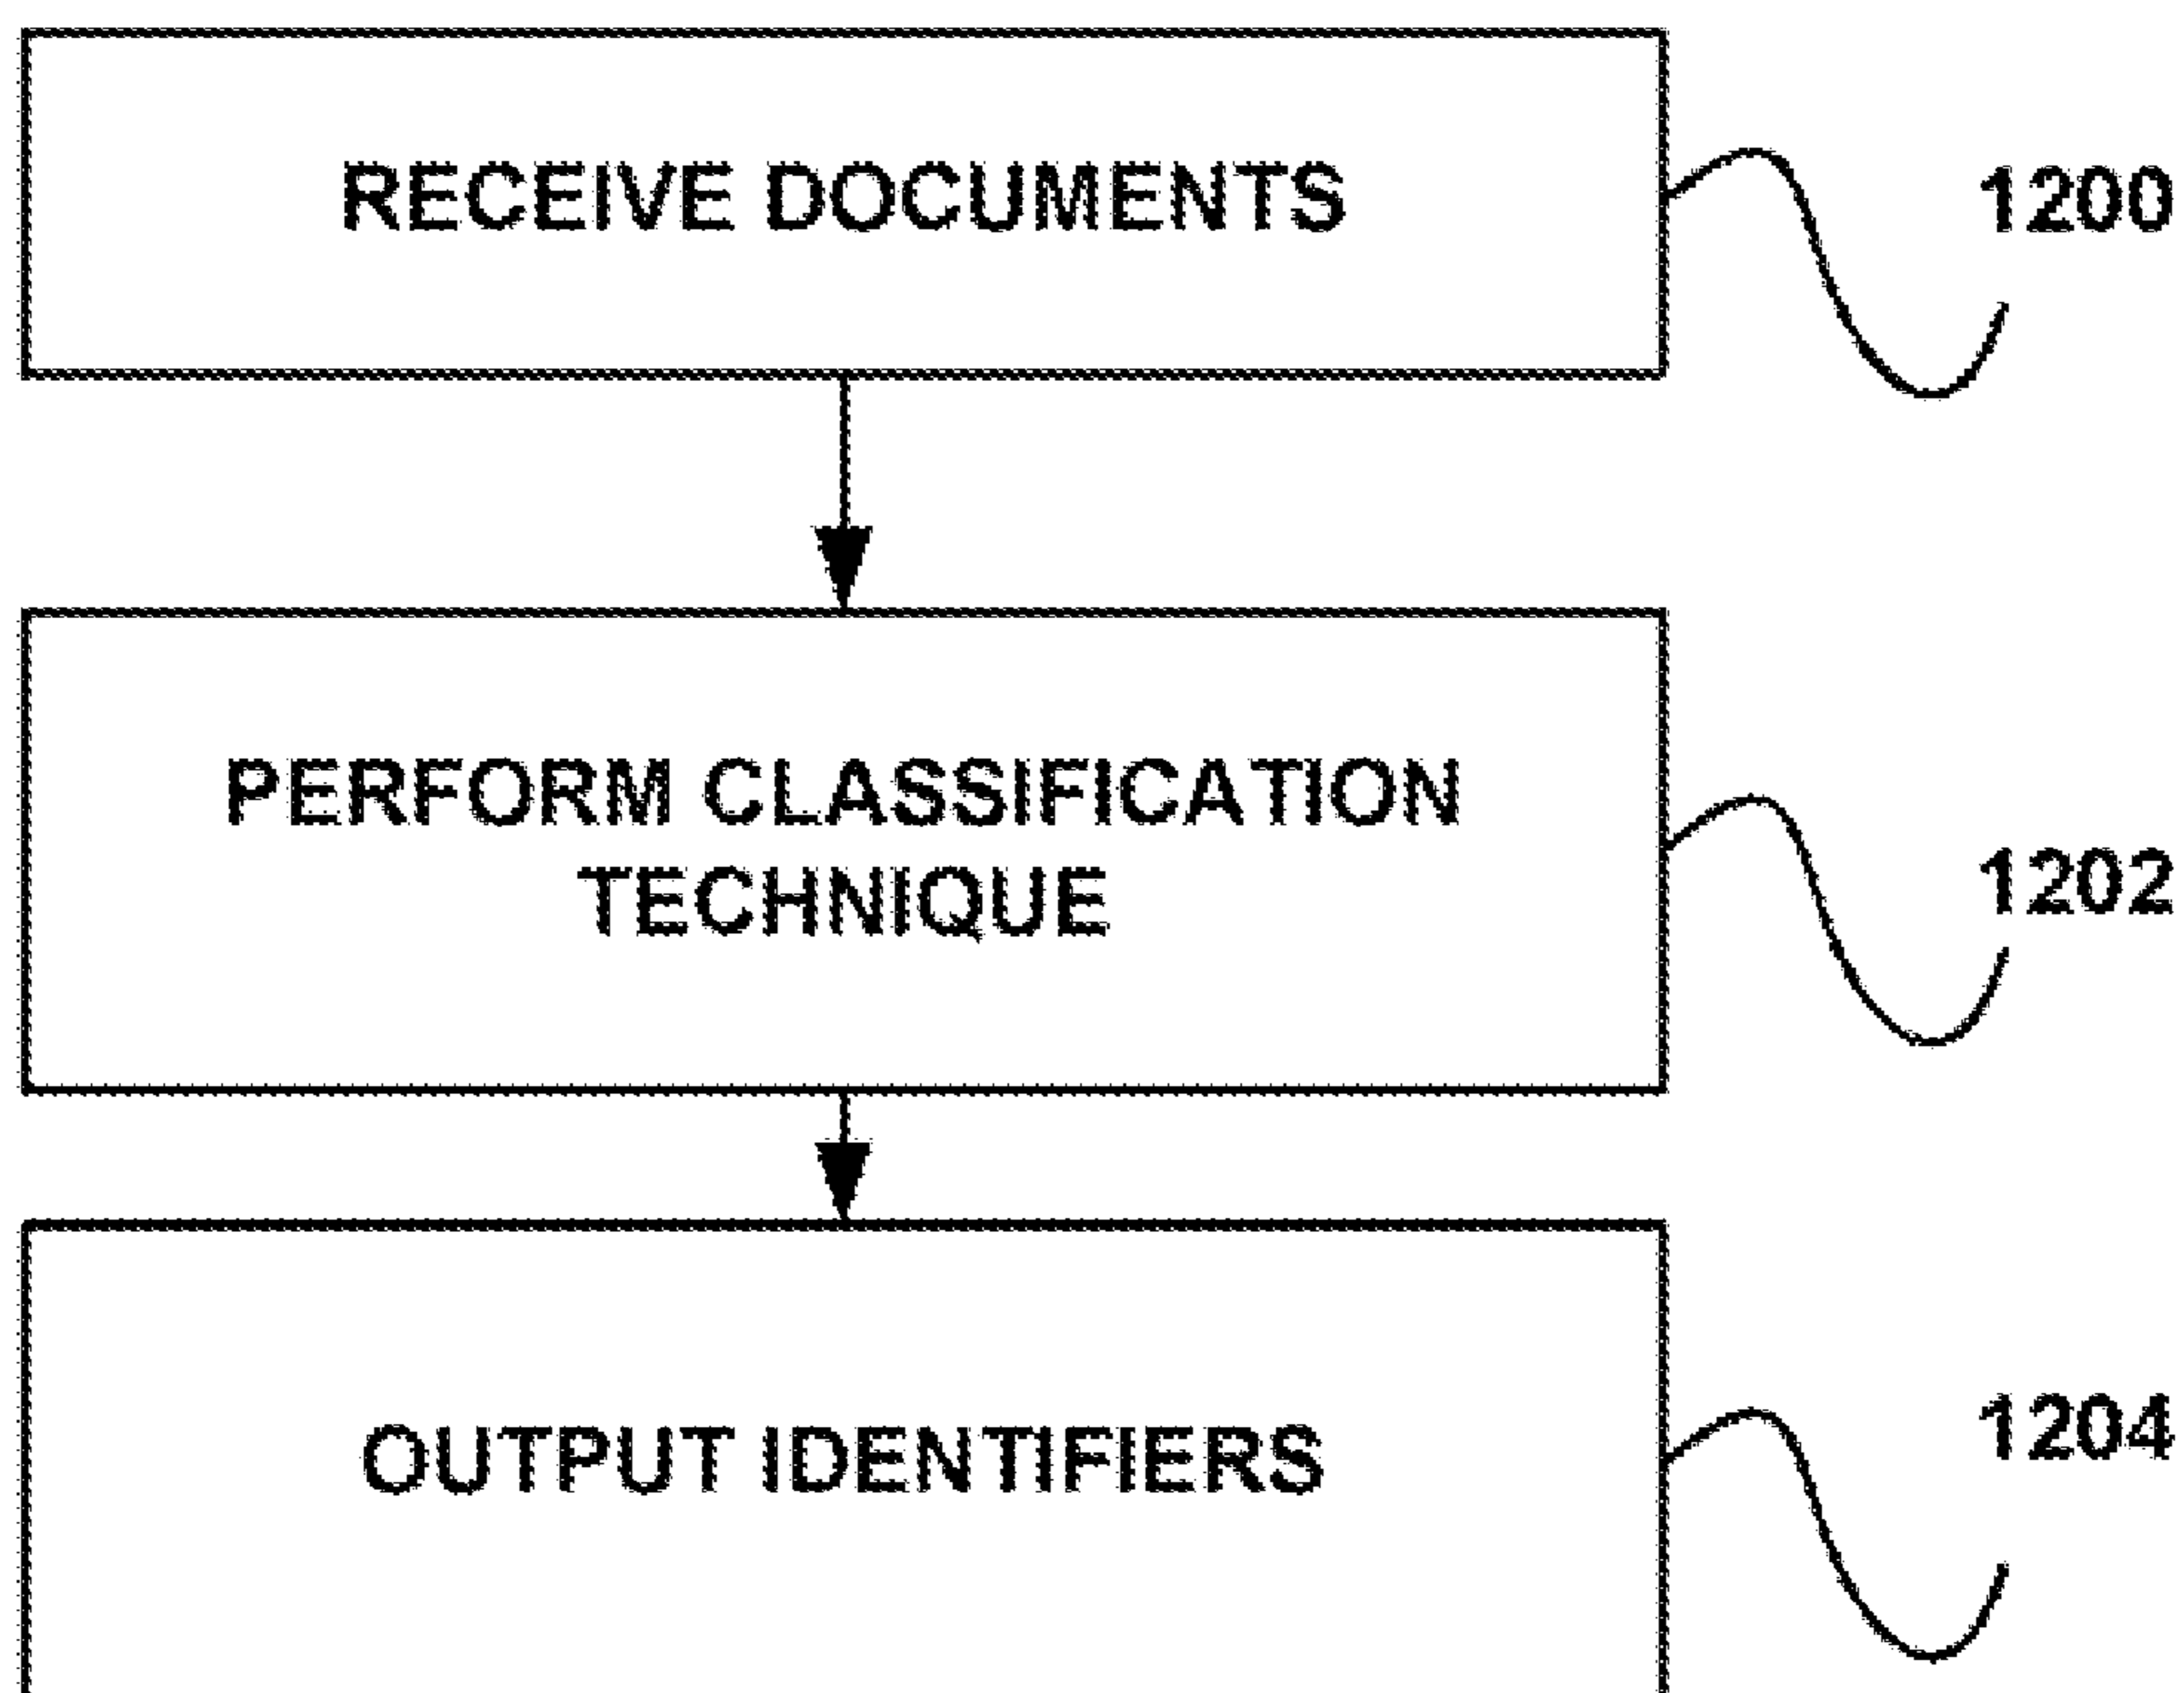 RECEIVE DOCUMENTS
1200
PERFORM CLASSIFICATION
TECHNIQUE
1202
OUTPUT IDENTIFIERS
1204